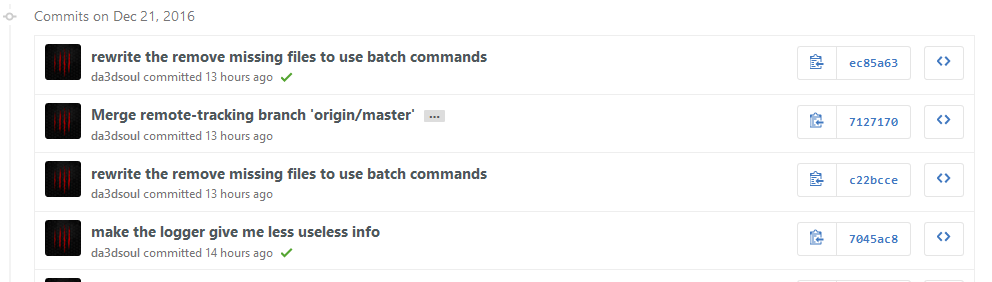 Commits on Dec 21, 2016
rewrite the remove missing files to use batch commands
da3dsoul committed 13 hours ago
ec85a63
Merge remote-tracking branch 'origin/master' …
da3dsoul committed 13 hours ago
7127170
rewrite the remove missing files to use batch commands
da3dsoul committed 13 hours ago
c22bcce
make the logger give me less useless info
da3dsoul committed 14 hours ago
7045ac8